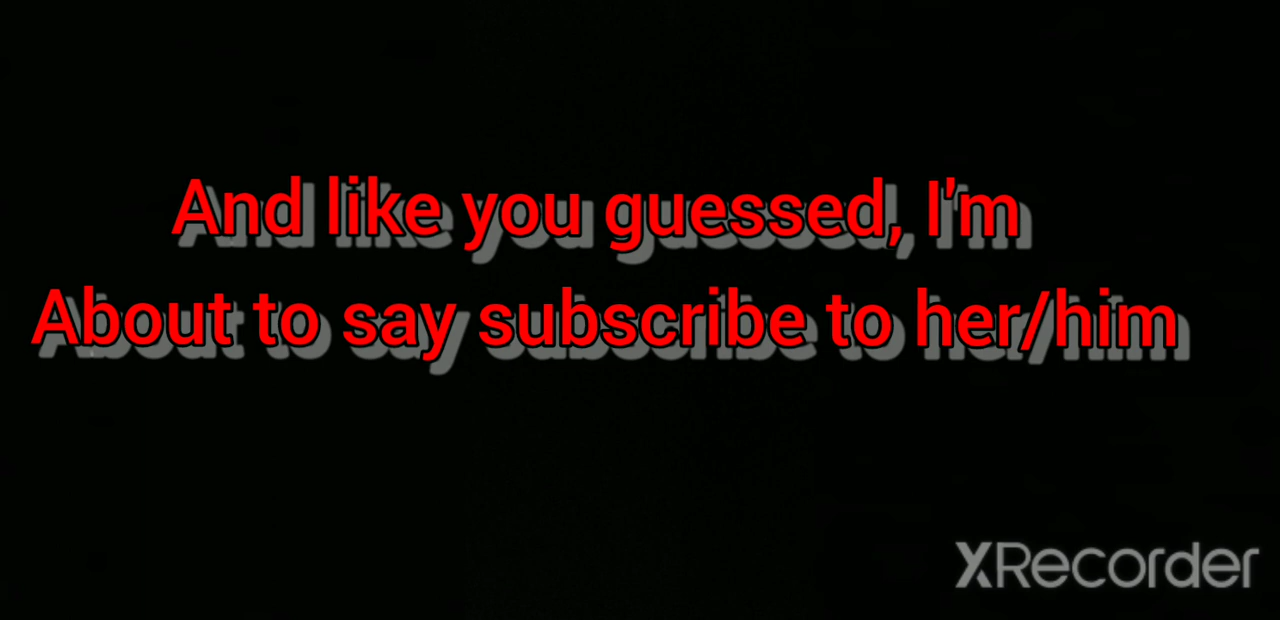 And like you guessed, I'm
About to say subscribe to her/him
XRecorder